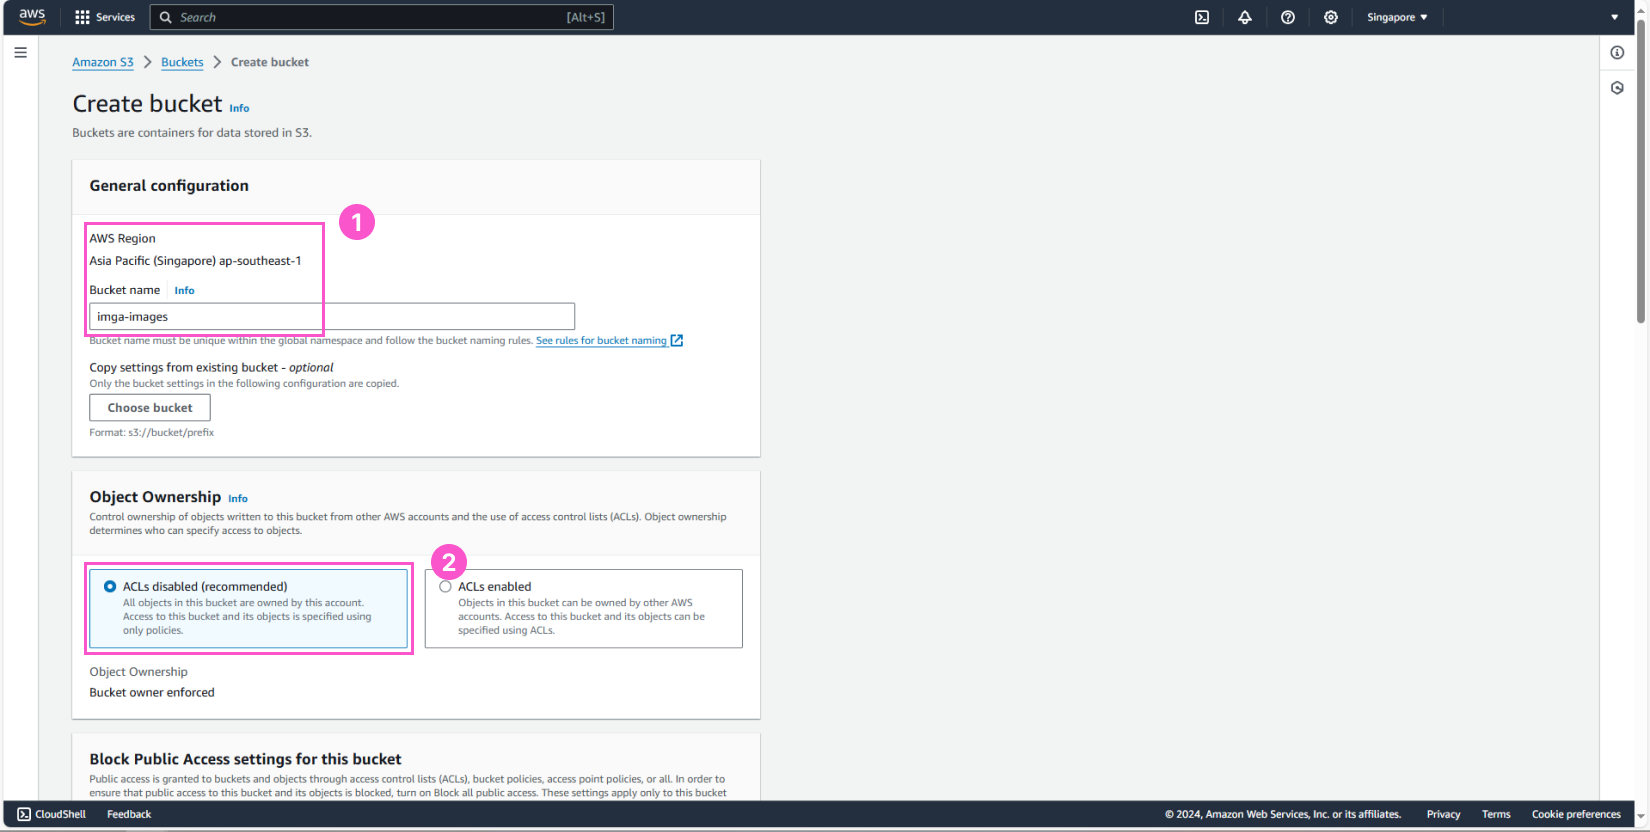 aws Services Search [Alt+S] Singapore
Amazon S3 Buckets Create bucket
Create bucket Info
Buckets are containers for data stored in S3.
General configuration
1
AWS Region
Asia Pacific (Singapore) ap-southeast-1
Bucket name Info
imga-images
Bucket name must be unique within the global namespace and follow the bucket naming rules. See rules for bucket naming
Copy settings from existing bucket - optional
Only the bucket settings in the following configuration are copied.
Choose bucket
Format: s3://bucket/prefix
Object Ownership Info
Control ownership of objects written to this bucket from other AWS accounts and the use of access control lists (ACLs). Object ownership
determines who can specify access to objects.
2
ACLs disabled (recommended)
All objects in this bucket are owned by this account.
Access to this bucket and its objects is specified using
only policies.
ACLs enabled
Objects in this bucket can be owned by other AWS
accounts. Access to this bucket and its objects can be
specified using ACLs.
Object Ownership
Bucket owner enforced
Block Public Access settings for this bucket
Public access is granted to buckets and objects through access control lists (ACLs), bucket policies, access point policies, or all. In order to
ensure that public access to this bucket and its objects is blocked, turn on Block all public access. These settings apply only to this bucket
CloudShell Feedback © 2024, Amazon Web Services, Inc. or its affiliates. Privacy Terms Cookie preferences